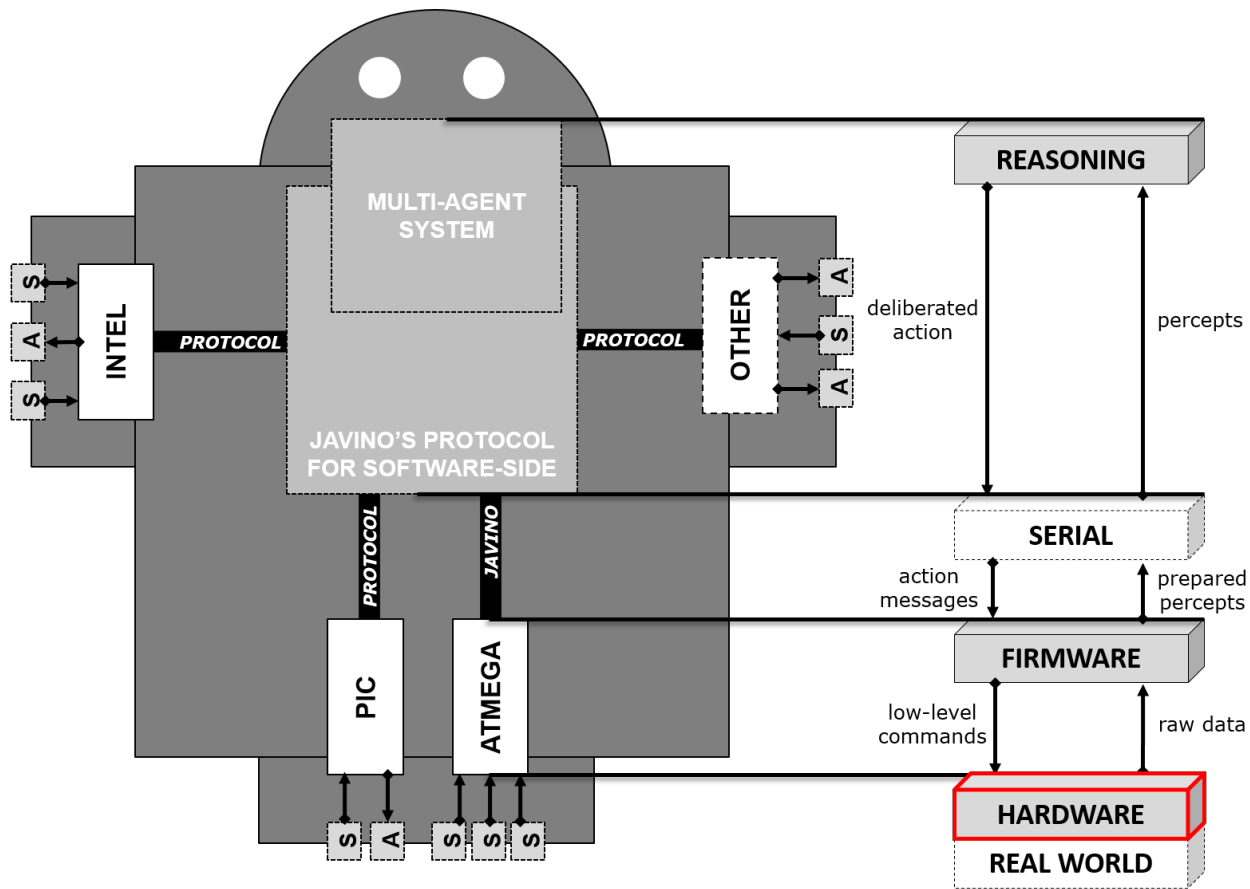 MULTI-AGENT
SYSTEM
JAVINO'S PROTOCOL
FOR SOFTWARE-SIDE
S
A
S
INTEL
PROTOCOL
PROTOCOL
OTHER
A
S
A
PROTOCOL
JAVINO
PIC
ATMEGA
S
A
S
S
S
REASONING
deliberated
action
percepts
SERIAL
action
messages
prepared
percepts
FIRMWARE
low-level
commands
raw data
HARDWARE
REAL WORLD